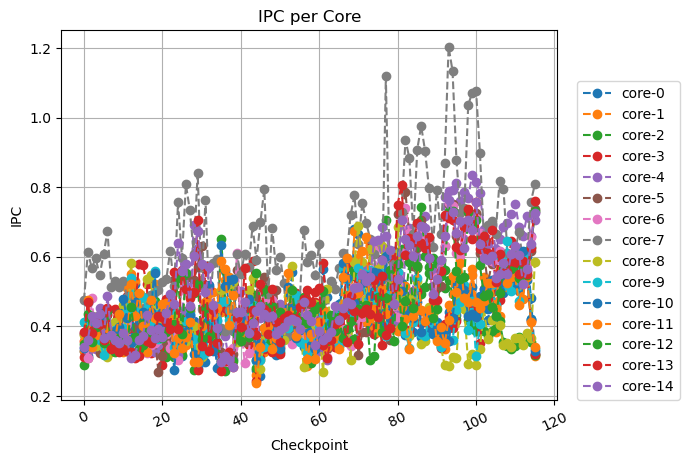 IPC per Core
IPC
1.2
1.0
0.8
0.6
0.4
0.2
0
20
40
60
80
100
120
Checkpoint
core-0
core-1
core-2
core-3
core-4
core-5
core-6
core-7
core-8
core-9
core-10
core-11
core-12
core-13
core-14